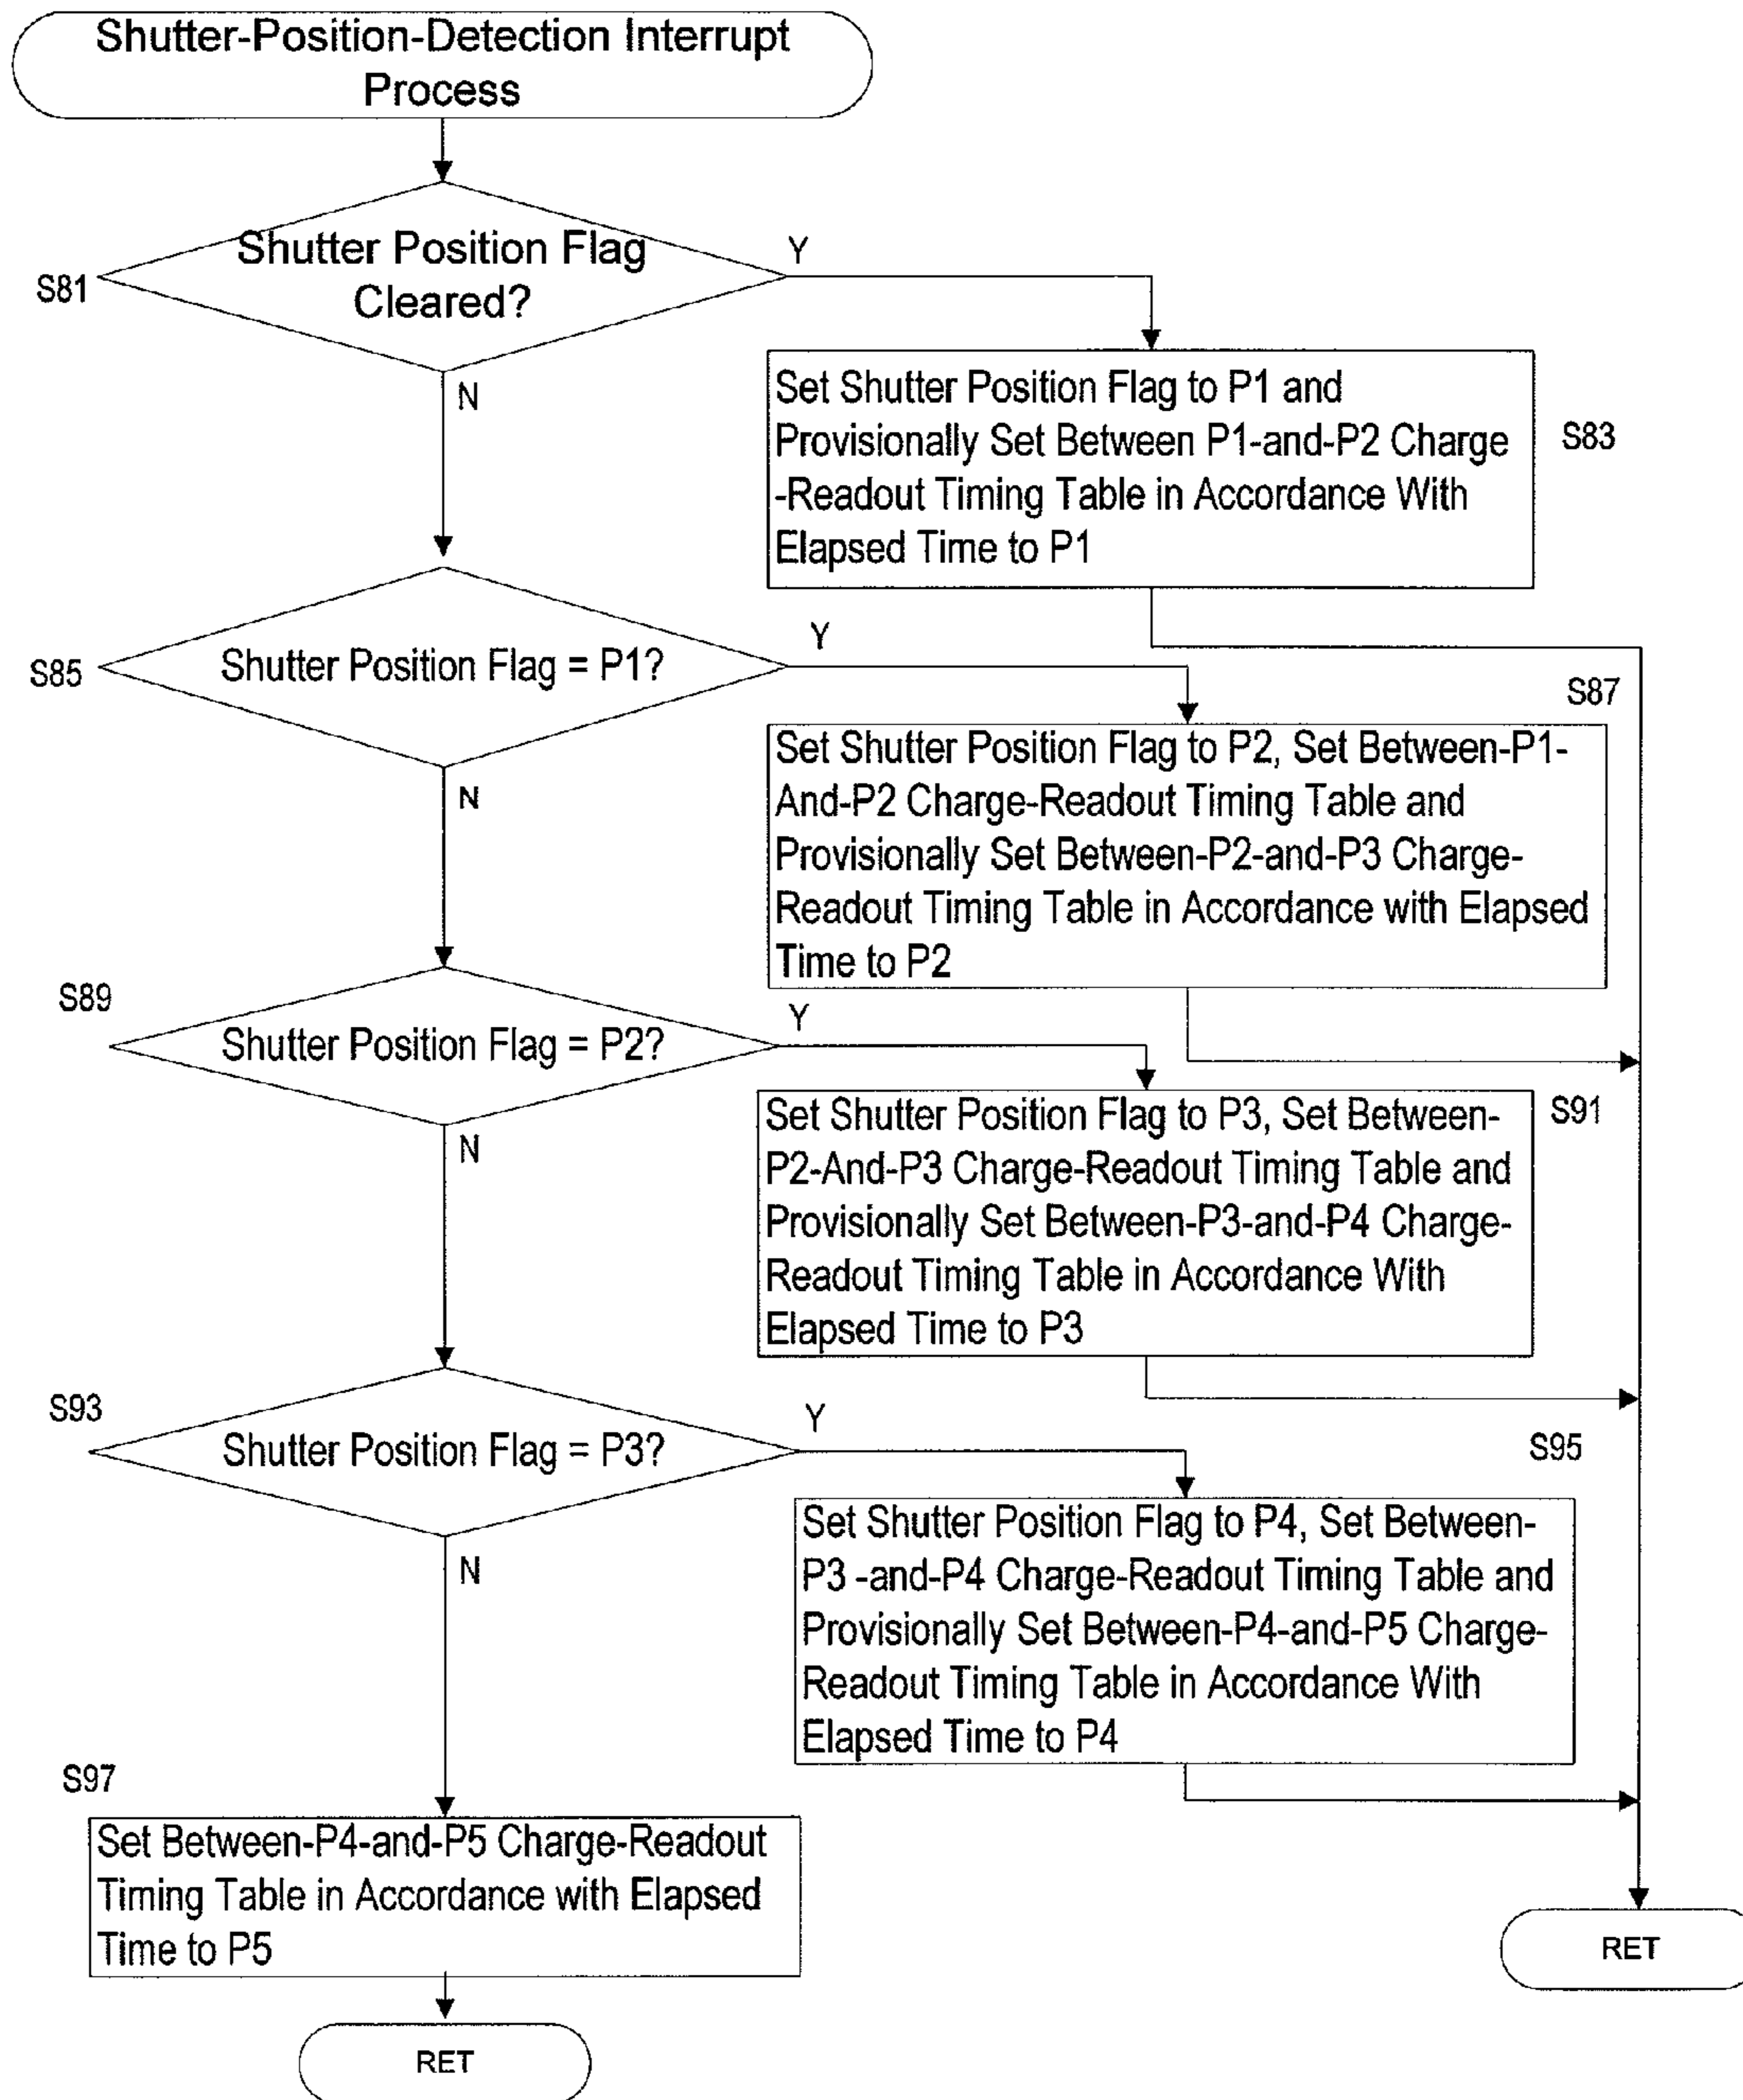 Shutter-Position-Detection Interrupt
Process
Shutter Position Flag
Cleared?
S81
Y
N
Set Shutter Position Flag to P1 and
Provisionally Set Between P1-and-P2 Charge
-Readout Timing Table in Accordance With
Elapsed Time to P1
S83
S85
Shutter Position Flag = P1?
Y
N
S87
Set Shutter Position Flag to P2, Set Between-P1-
And-P2 Charge-Readout Timing Table and
Provisionally Set Between-P2-and-P3 Charge-
Readout Timing Table in Accordance with Elapsed
Time to P2
S89
Shutter Position Flag = P2?
Y
N
Set Shutter Position Flag to P3, Set Between-
P2-And-P3 Charge-Readout Timing Table and
Provisionally Set Between-P3-and-P4 Charge-
Readout Timing Table in Accordance With
Elapsed Time to P3
S91
S93
Shutter Position Flag = P3?
Y
N
S95
Set Shutter Position Flag to P4, Set Between-
P3 -and-P4 Charge-Readout Timing Table and
Provisionally Set Between-P4-and-P5 Charge-
Readout Timing Table in Accordance With
Elapsed Time to P4
S97
Set Between-P4-and-P5 Charge-Readout
Timing Table in Accordance with Elapsed
Time to P5
RET
RET